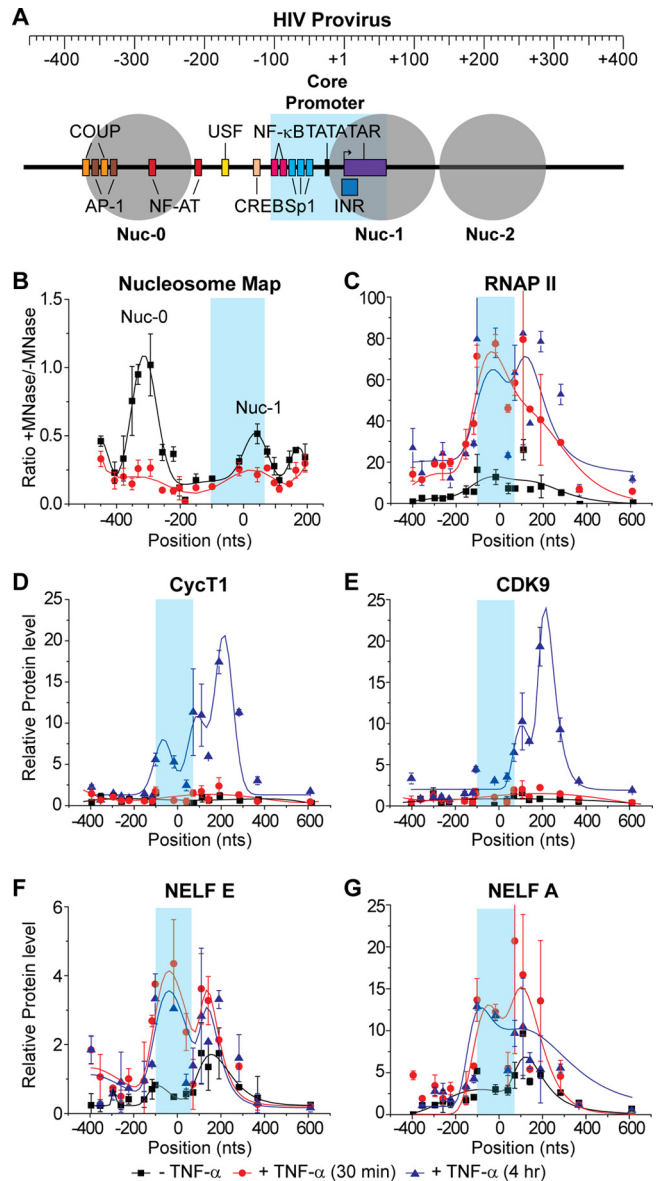 A
HIV Provirus
-400 -300 -200 -100 +1 +100 +200 +300 +400
Core
Promoter
COUP USF NF-κB TATA TAR
AP-1 NF-AT CREB Sp1 INR
Nuc-0 Nuc-1 Nuc-2
B Nucleosome Map
Ratio +MNase/-MNase
1.5
1.0
0.5
0.0
Nuc-0
Nuc-1
-400 -200 0 200
Position (nts)
C RNAP II
100
80
60
40
20
0
-400 -200 0 200 400 600
Position (nts)
D CycT1
Relative Protein level
25
20
15
10
5
0
-400 -200 0 200 400 600
Position (nts)
E CDK9
25
20
15
10
5
0
-400 -200 0 200 400 600
Position (nts)
F NELF E
Relative Protein level
6
4
2
0
-400 -200 0 200 400 600
Position (nts)
G NELF A
25
20
15
10
5
0
-400 -200 0 200 400 600
Position (nts)
- TNF-α + TNF-α (30 min) + TNF-α (4 hr)